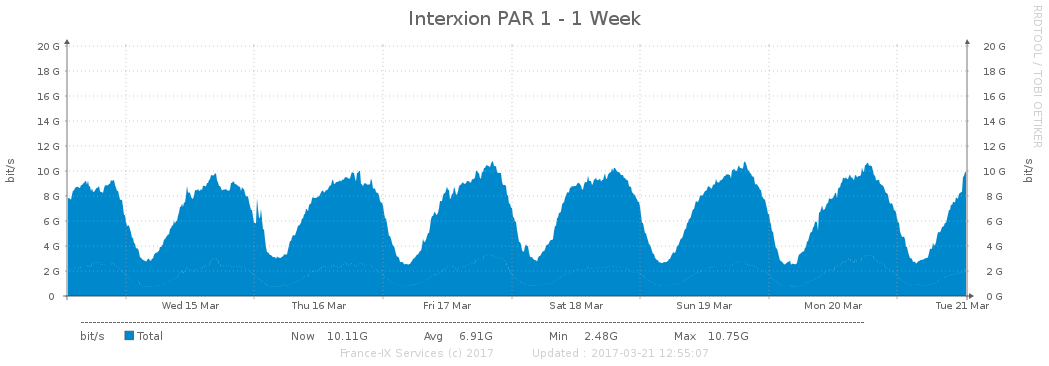 Interxion PAR 1 - 1 Week
RRDTOOL / TOBI OETIKER
bit/s
bit/s
20 G 20 G
18 G 18 G
16 G 16 G
14 G 14 G
12 G 12 G
10 G 10 G
8 G 8 G
6 G 6 G
4 G 4 G
2 G 2 G
0 0 G
Wed 15 Mar Thu 16 Mar Fri 17 Mar Sat 18 Mar Sun 19 Mar Mon 20 Mar Tue 21 Mar
bit/s Total Now 10.11G Avg 6.91G Min 2.48G Max 10.75G
France-IX Services (c) 2017 Updated : 2017-03-21 12:55:07